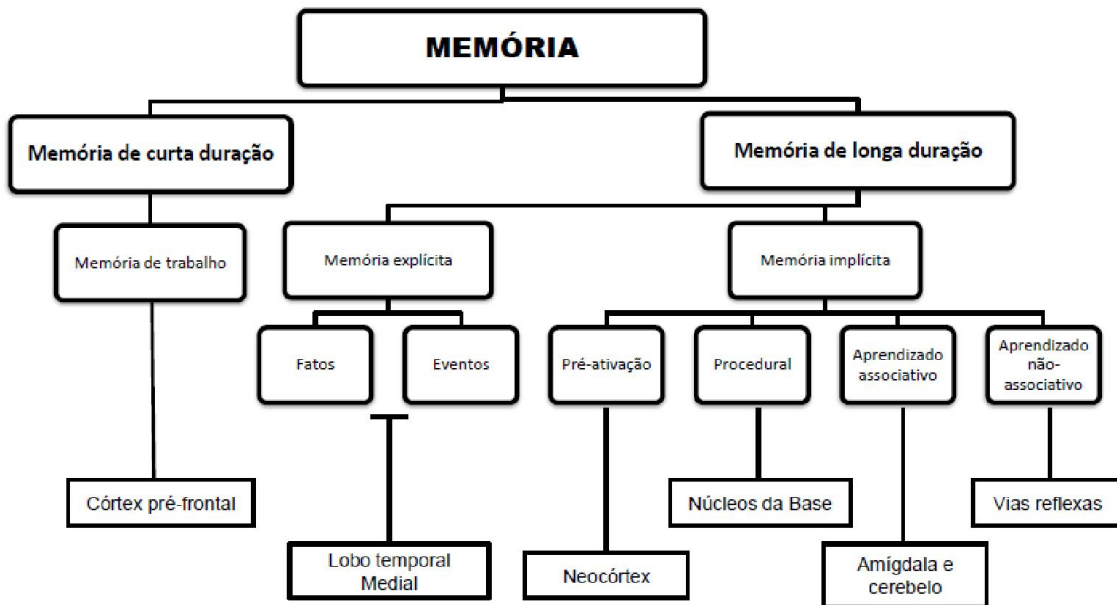 MEMÓRIA
Memória de curta duração
Memória de longa duração
Memória de trabalho
Memória explícita
Memória implícita
Fatos
Eventos
Pré-ativação
Procedural
Aprendizado
associativo
Aprendizado
não-
associativo
Córtex pré-frontal
Lobo temporal
Medial
Neocórtex
Núcleos da Base
Amígdala e
cerebelo
Vias reflexas